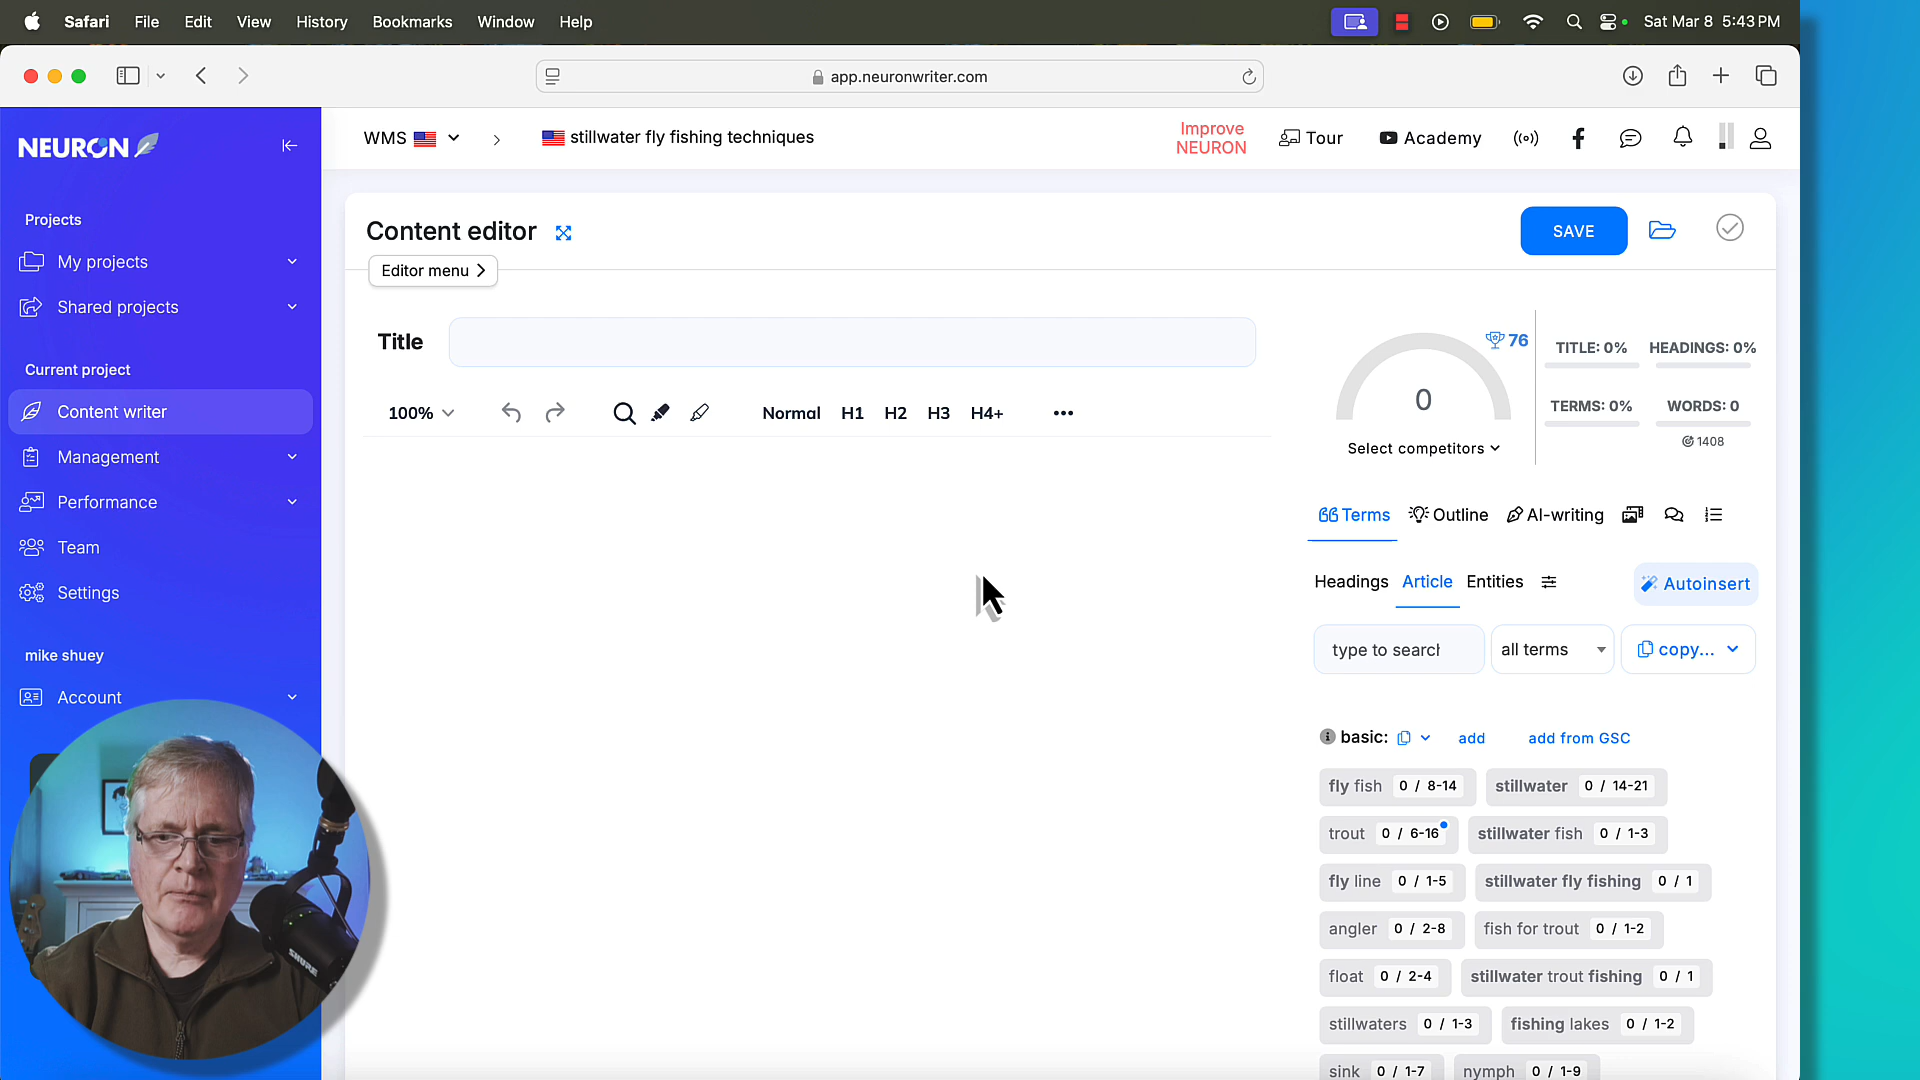 Safari File Edit View History Bookmarks Window Help Sat Mar 8 5:43 PM
app.neuronwriter.com
NEURON
WMS > stillwater fly fishing techniques
Improve
NEURON
Tour
Academy
Projects
My projects
Shared projects
Current project
Content writer
Management
Performance
Team
Settings
mike shuey
Account
Content editor
SAVE
Editor menu
Title
100%
Normal H1 H2 H3 H4+ •••
76
0
Select competitors
TITLE: 0% HEADINGS: 0%
TERMS: 0% WORDS: 0
1408
Terms Outline AI-writing
Headings Article Entities
Autoinsert
type to search
all terms
copy...
basic: add add from GSC
fly fish 0 / 8-14 stillwater 0 / 14-21
trout 0 / 6-16 stillwater fish 0 / 1-3
fly line 0 / 1-5 stillwater fly fishing 0 / 1
angler 0 / 2-8 fish for trout 0 / 1-2
float 0 / 2-4 stillwater trout fishing 0 / 1
stillwaters 0 / 1-3 fishing lakes 0 / 1-2
sink 0 / 1-7 nymph 0 / 1-9
SHURE